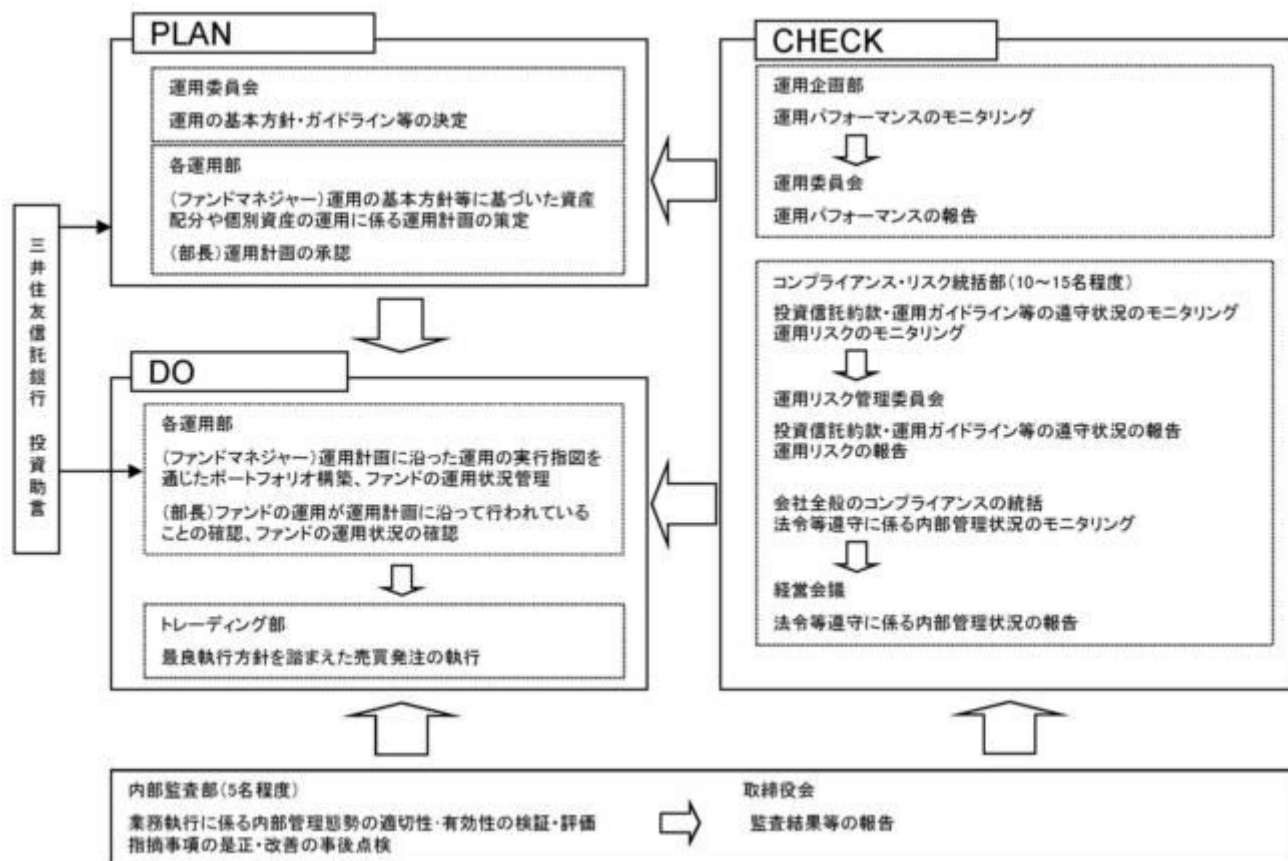 PLAN
運用委員会
運用の基本方針・ガイドライン等の決定
各運用部
(ファンドマネジャー)運用の基本方針等に基づいた資産
配分や個別資産の運用に係る運用計画の策定
(部長)運用計画の承認
三井住友信託銀行 投資助言
DO
各運用部
(ファンドマネジャー)運用計画に沿った運用の実行指図を
通じたポートフォリオ構築、ファンドの運用状況管理
(部長)ファンドの運用が運用計画に沿って行われている
ことの確認、ファンドの運用状況の確認
トレーディング部
最良執行方針を踏まえた売買発注の執行
CHECK
運用企画部
運用パフォーマンスのモニタリング
運用委員会
運用パフォーマンスの報告
コンプライアンス・リスク統括部(10~15名程度)
投資信託約款・運用ガイドライン等の遵守状況のモニタリング
運用リスクのモニタリング
運用リスク管理委員会
投資信託約款・運用ガイドライン等の遵守状況の報告
運用リスクの報告
会社全般のコンプライアンスの統括
法令等遵守に係る内部管理状況のモニタリング
経営会議
法令等遵守に係る内部管理状況の報告
内部監査部(5名程度)
業務執行に係る内部管理態勢の適切性・有効性の検証・評価
指摘事項の是正・改善の事後点検
取締役会
監査結果等の報告